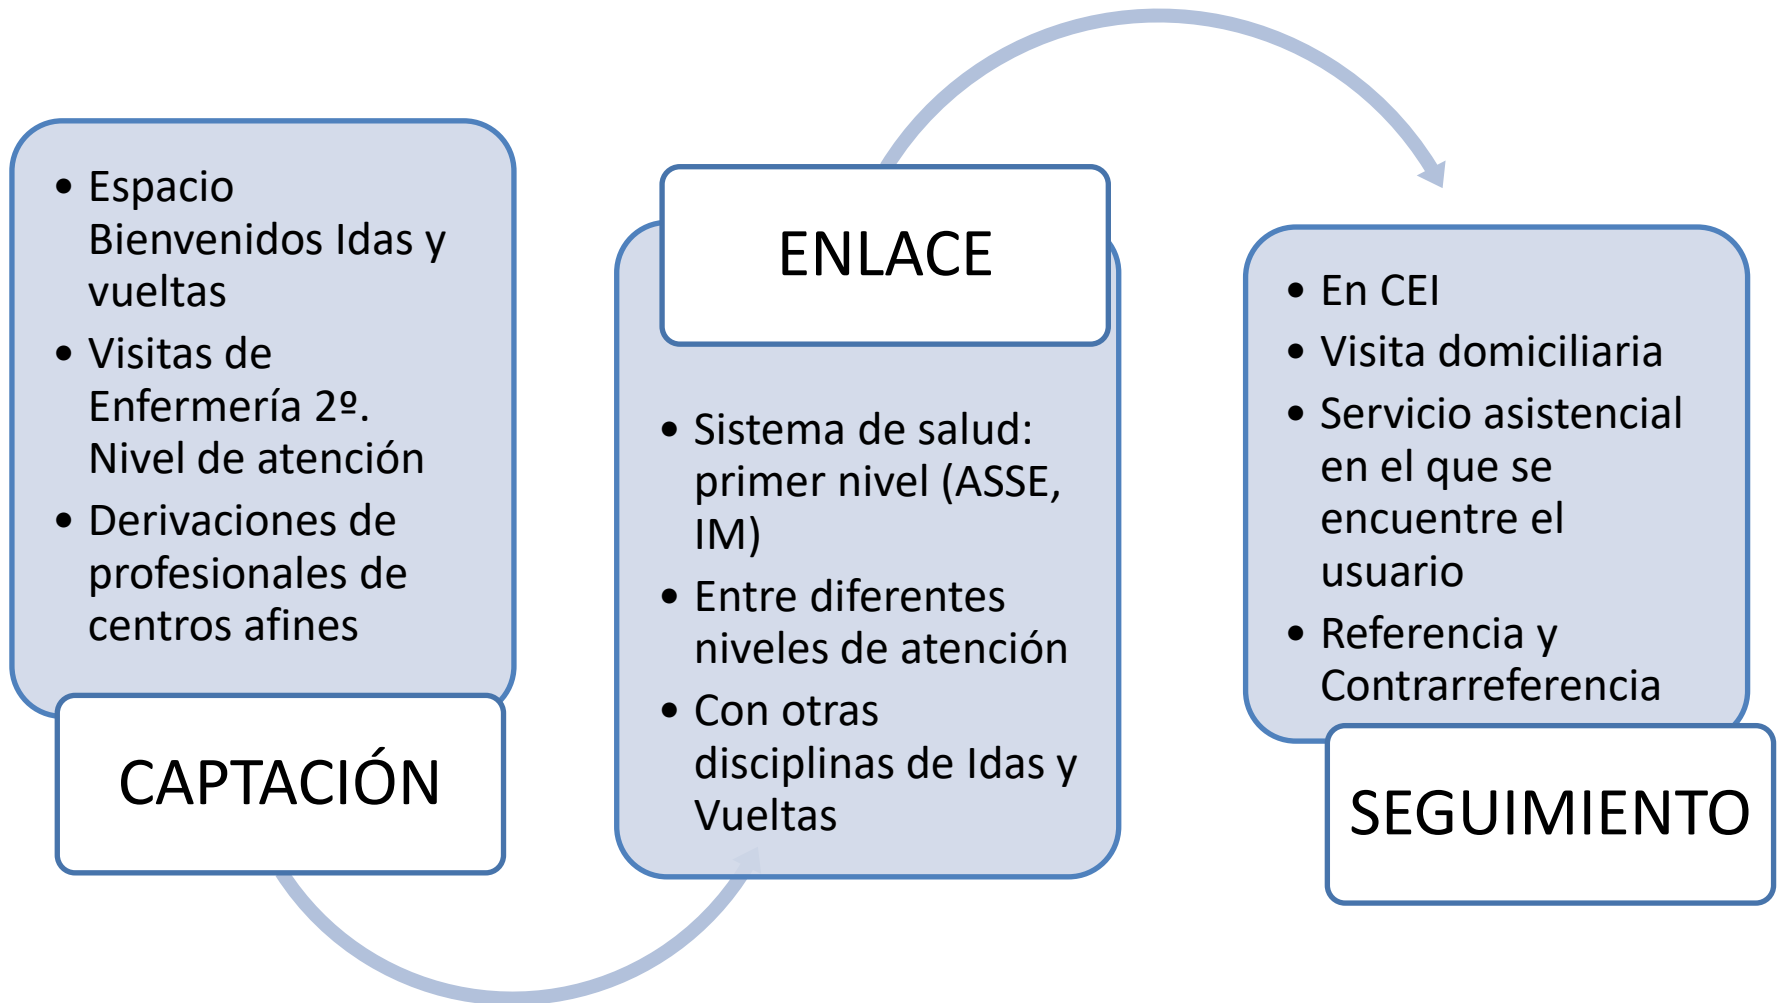 • Espacio
Bienvenidos Idas y
vueltas
• Visitas de
Enfermería 2º.
Nivel de atención
• Derivaciones de
profesionales de
centros afines
CAPTACIÓN
ENLACE
• Sistema de salud:
primer nivel (ASSE,
IM)
• Entre diferentes
niveles de atención
• Con otras
disciplinas de Idas y
Vueltas
• En CEI
• Visita domiciliaria
• Servicio asistencial
en el que se
encuentre el
usuario
• Referencia y
Contrarreferencia
SEGUIMIENTO